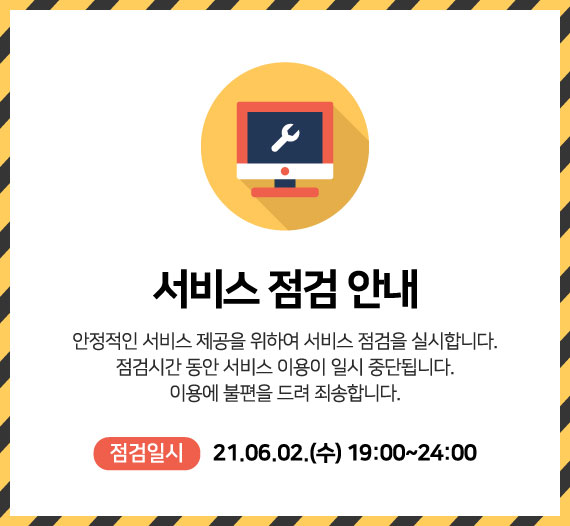 서비스 점검 안내
안정적인 서비스 제공을 위하여 서비스 점검을 실시합니다.
점검시간 동안 서비스 이용이 일시 중단됩니다.
이용에 불편을 드려 죄송합니다.
점검일시 21.06.02.(수) 19:00~24:00